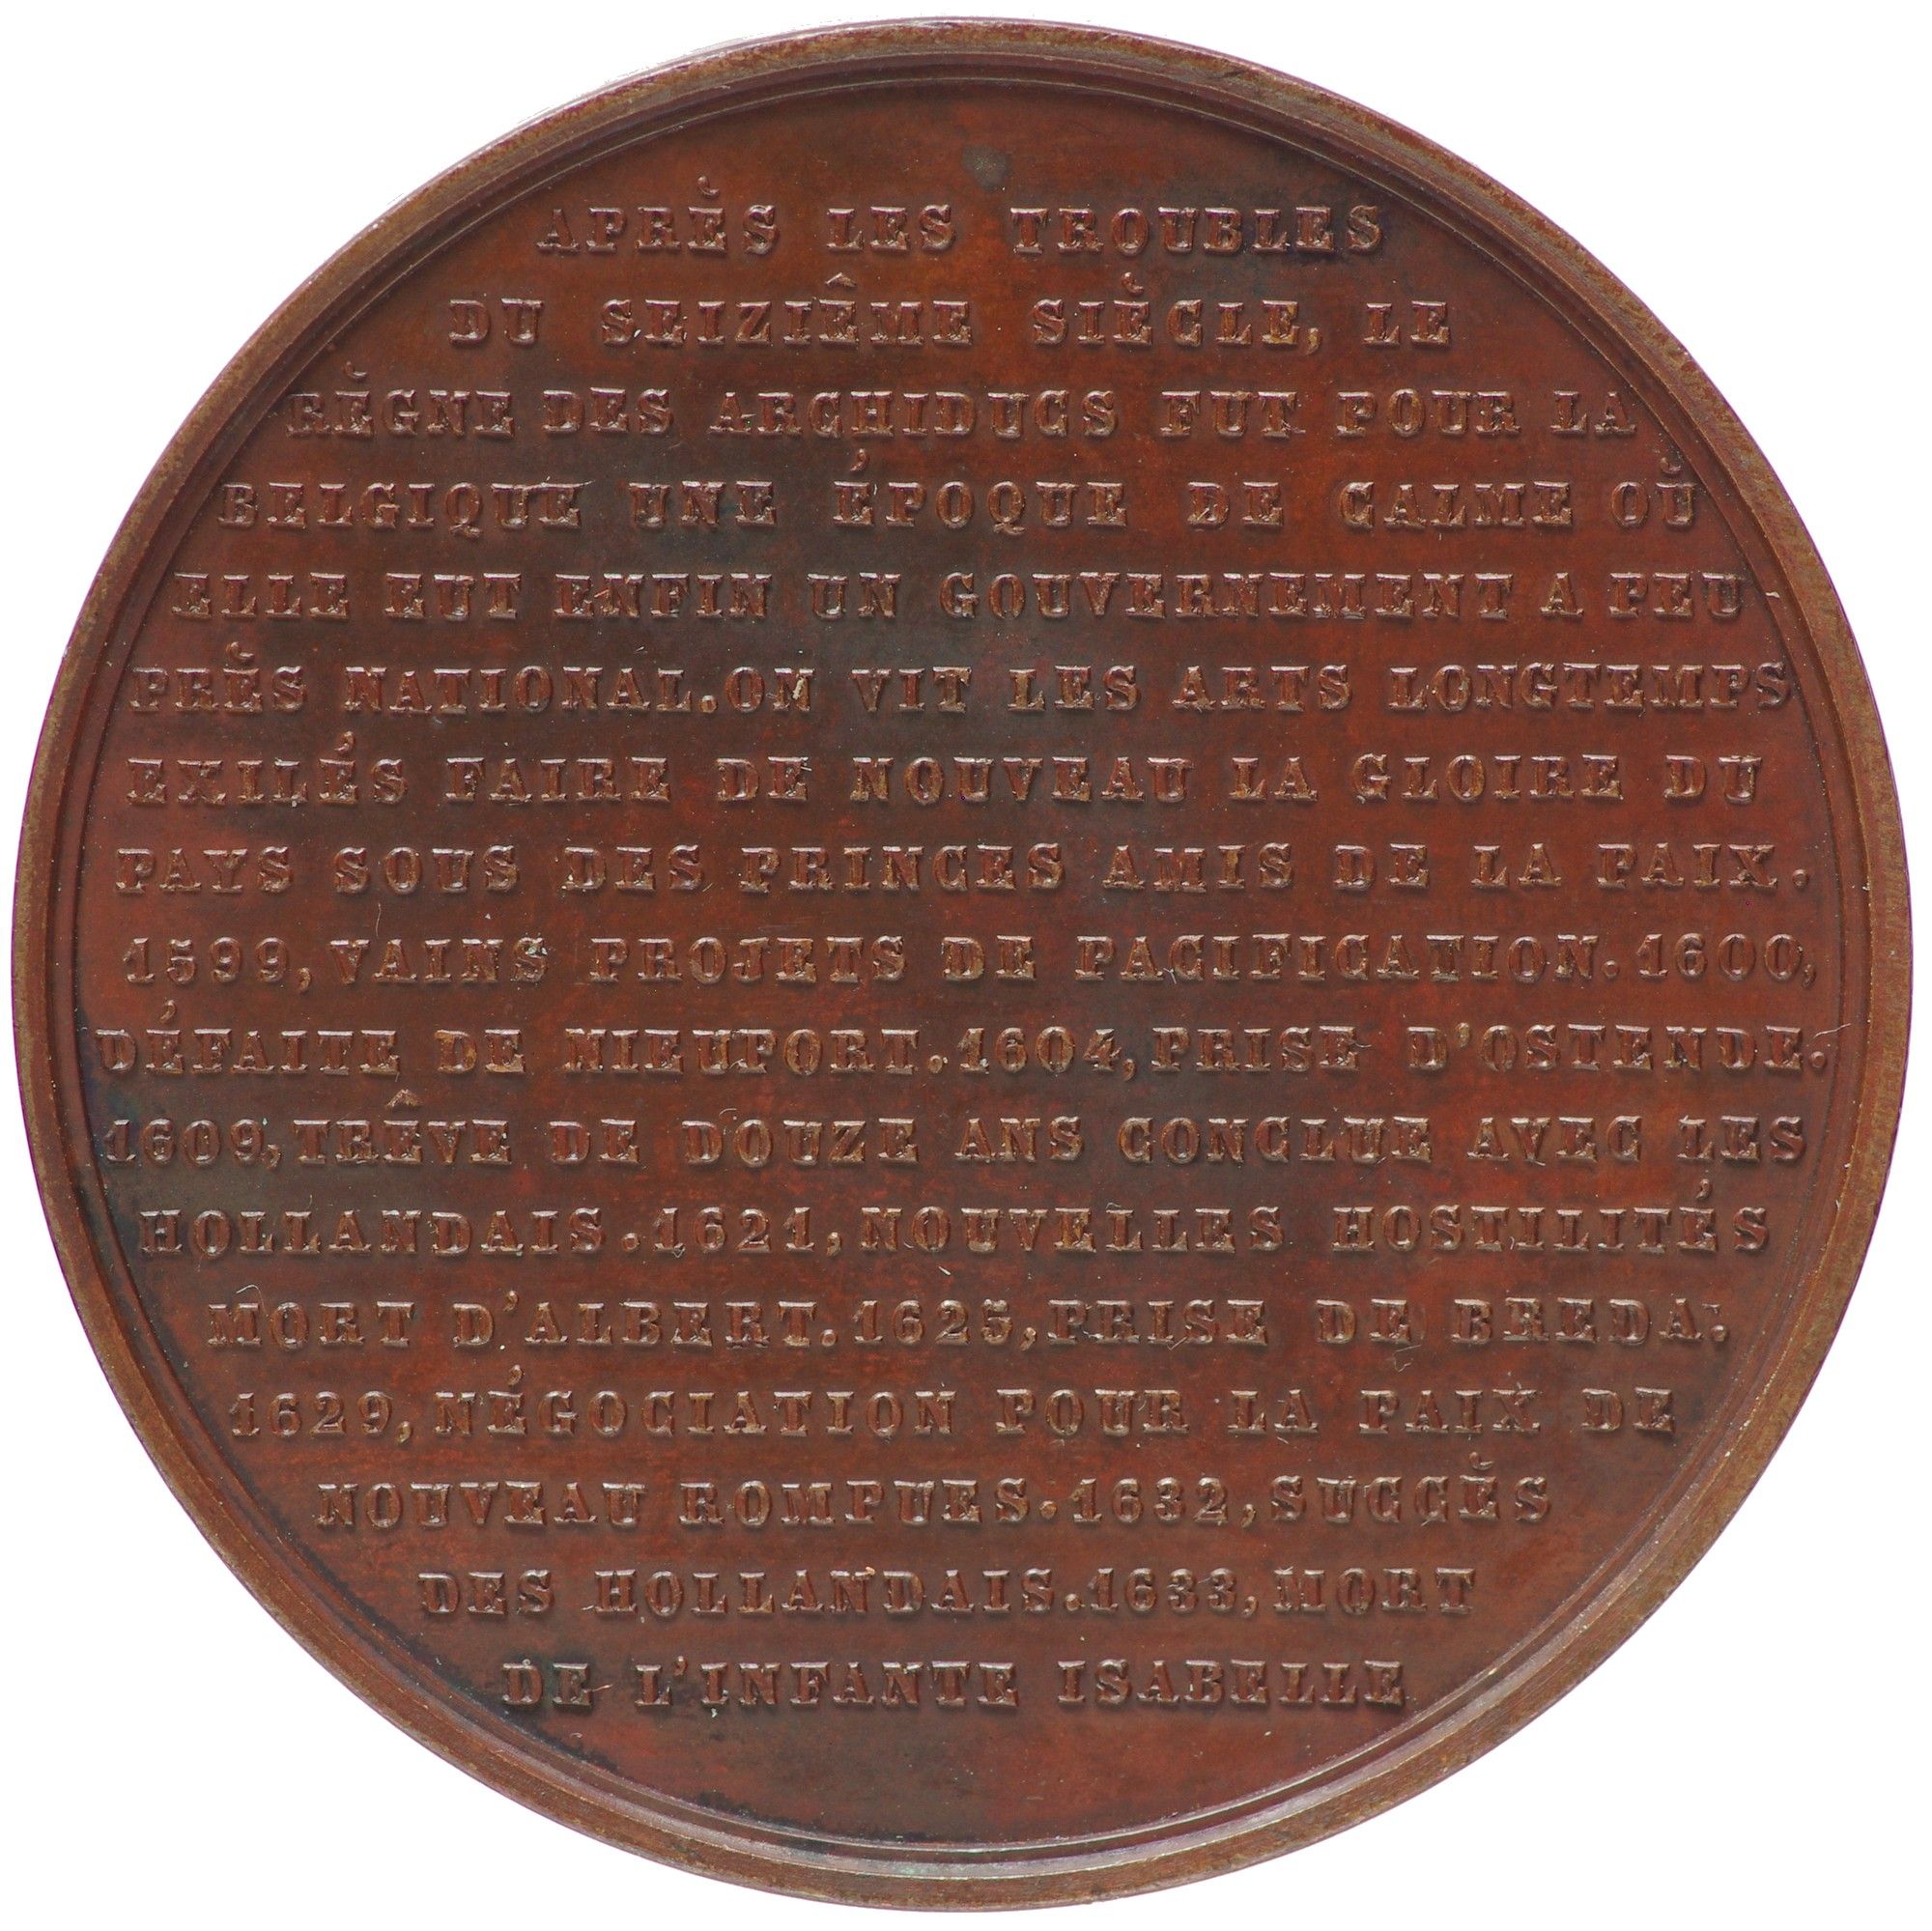 APRÈS LES TROUBLES
DU SEIZIÊME SIÈCLE, LE
RÈGNE DES ARCHIDUCS FUT POUR LA
BELGIQUE UNE ÉPOQUE DE CALME OÙ
ELLE EUT ENFIN UN GOUVERNEMENT A PEU
PRÈS NATIONAL. ON VIT LES ARTS LONGTEMPS
EXILÉS FAIRE DE NOUVEAU LA GLOIRE DU
PAYS SOUS DES PRINCES AMIS DE LA PAIX.
1599, VAINS PROJETS DE PACIFICATION. 1600,
DÉFAITE DE NIEUPORT. 1604, PRISE D'OSTENDE.
1609, TRÊVE DE DOUZE ANS CONCLUE AVEC LES
HOLLANDAIS. 1621, NOUVELLES HOSTILITÉS
MORT D'ALBERT. 1625, PRISE DE BREDA.
1629, NÉGOCIATION POUR LA PAIX DE
NOUVEAU ROMPUES. 1632, SUCCÈS
DES HOLLANDAIS. 1633, MORT
DE L'INFANTE ISABELLE